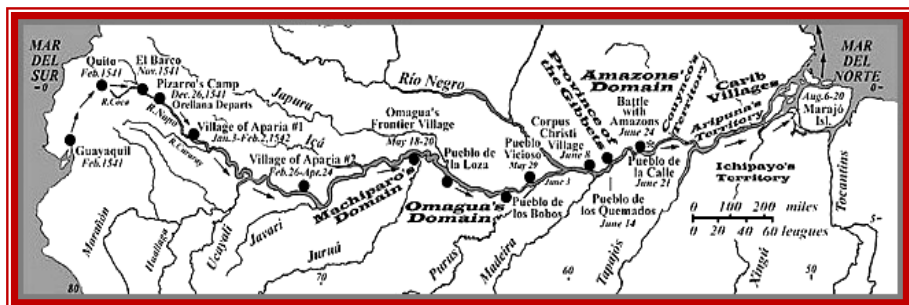 MAR
DEL
SUR
0
Quito
Feb.1541
El Barco
Nov.1541
Pizarro's Camp
Dec.26,1541
Orellana Departs
R.Coca
R.Napo
R.Curaray
Guayaquil
Feb.1541
Village of Aparia #1
Jan.3-Feb.2,1542
Japura
Içá
Village of Aparia #2
Feb.26-Apr.24
Omagua's
Frontier Village
May 18-20
Machiparo's
Domain
Pueblo de
la Loza
Omagua's
Domain
Rio Negro
Pueblo
Vicioso
May 29
June 3
Pueblo
de los Bobos
Corpus
Christi
Village
June 8
Province of
the Gibbets
Pueblo de
los Quemados
June 14
Amazons'
Domain
Battle
with
Amazons
June 24
Pueblo de
la Calle
June 21
Couynco's
Territory
Aripuna's
Territory
Carib
Villages
Ichipayo's
Territory
Aug.6-20
Marajó
Isl.
MAR
DEL
NORTE
0
Marañón
Huallaga
Ucayali
Javari
Juruá
Purus
Madeira
Tapajós
Xingú
Tocantins
0 100 200 miles
0 20 40 60 leagues
5
80
70
60
50